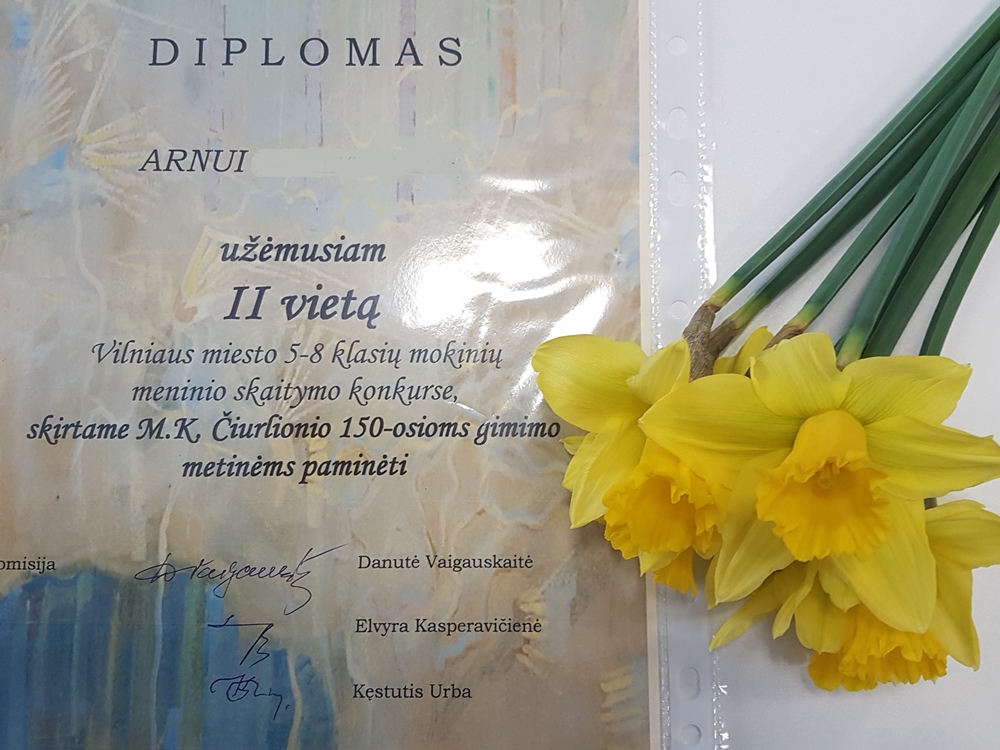 DIPLOMAS
ARNUI
užėmusiam
II vietą
Vilniaus miesto 5-8 klasių mokinių
meninio skaitymo konkurse,
skirtame M.K. Čiurlionio 150-osioms gimimo
metinėms paminėti
omisija Danutė Vaigauskaitė
Elvyra Kasperavičienė
Kęstutis Urba